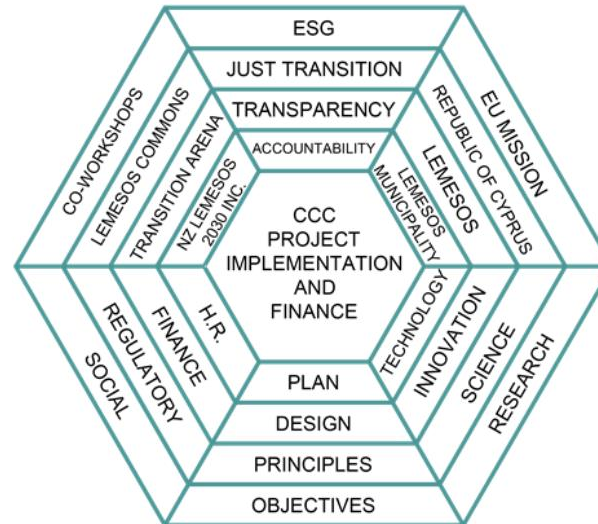 ESG
JUST TRANSITION
TRANSPARENCY
ACCOUNTABILITY
CO-WORKSHOPS
LEMESOS COMMONS
TRANSITION ARENA
NZ LEMESOS
2030 INC.
LEMESOS
MUNICIPALITY
LEMESOS
REPUBLIC OF CYPRUS
EU MISSION
CCC
PROJECT
IMPLEMENTATION
AND
FINANCE
SOCIAL
REGULATORY
FINANCE
H.R.
TECHNOLOGY
INNOVATION
SCIENCE
RESEARCH
PLAN
DESIGN
PRINCIPLES
OBJECTIVES